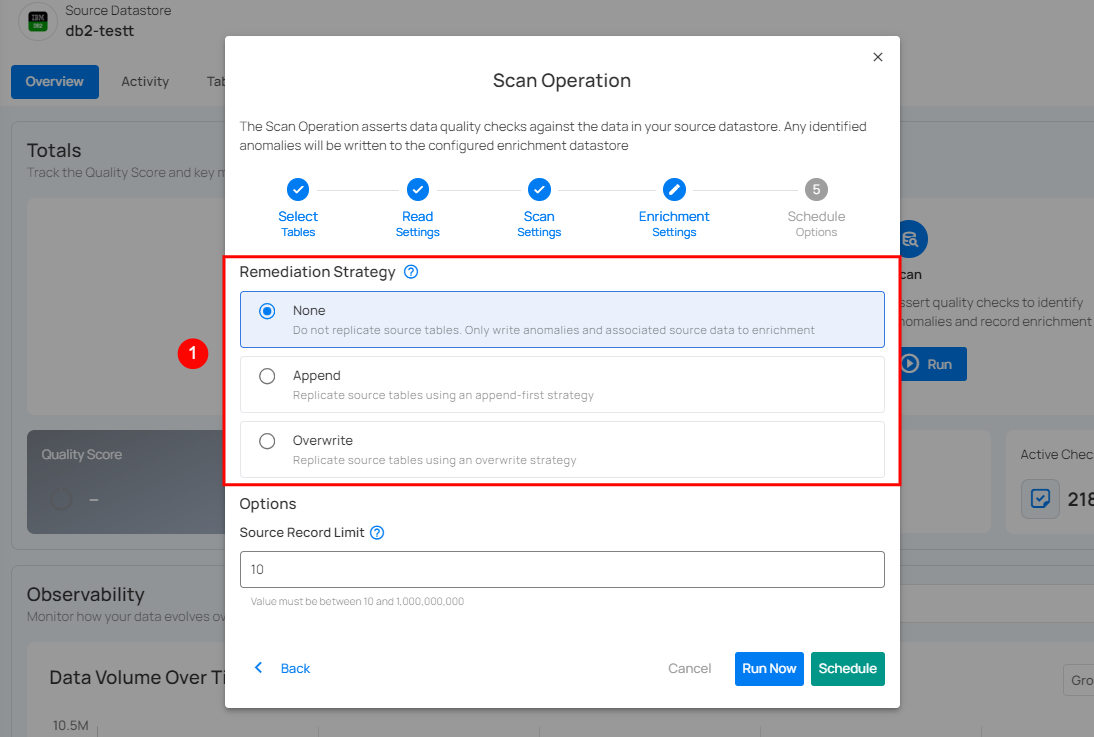 IBM
DB2
Source Datastore
db2-testt
Overview
Activity
Tab
Totals
Track the Quality Score and key m
Quality Score
–
Observability
Monitor how your data evolves ov
Data Volume Over Ti
10.5M
Scan Operation
The Scan Operation asserts data quality checks against the data in your source datastore. Any identified
anomalies will be written to the configured enrichment datastore
Select
Tables
Read
Settings
Scan
Settings
Enrichment
Settings
5
Schedule
Options
1
Remediation Strategy
?
None
Do not replicate source tables. Only write anomalies and associated source data to enrichment
Append
Replicate source tables using an append-first strategy
Overwrite
Replicate source tables using an overwrite strategy
Options
Source Record Limit
?
10
Value must be between 10 and 1,000,000,000
Back
Cancel
Run Now
Schedule
can
ssert quality checks to identify
nomalies and record enrichment
Run
Active Chec
218
Gro